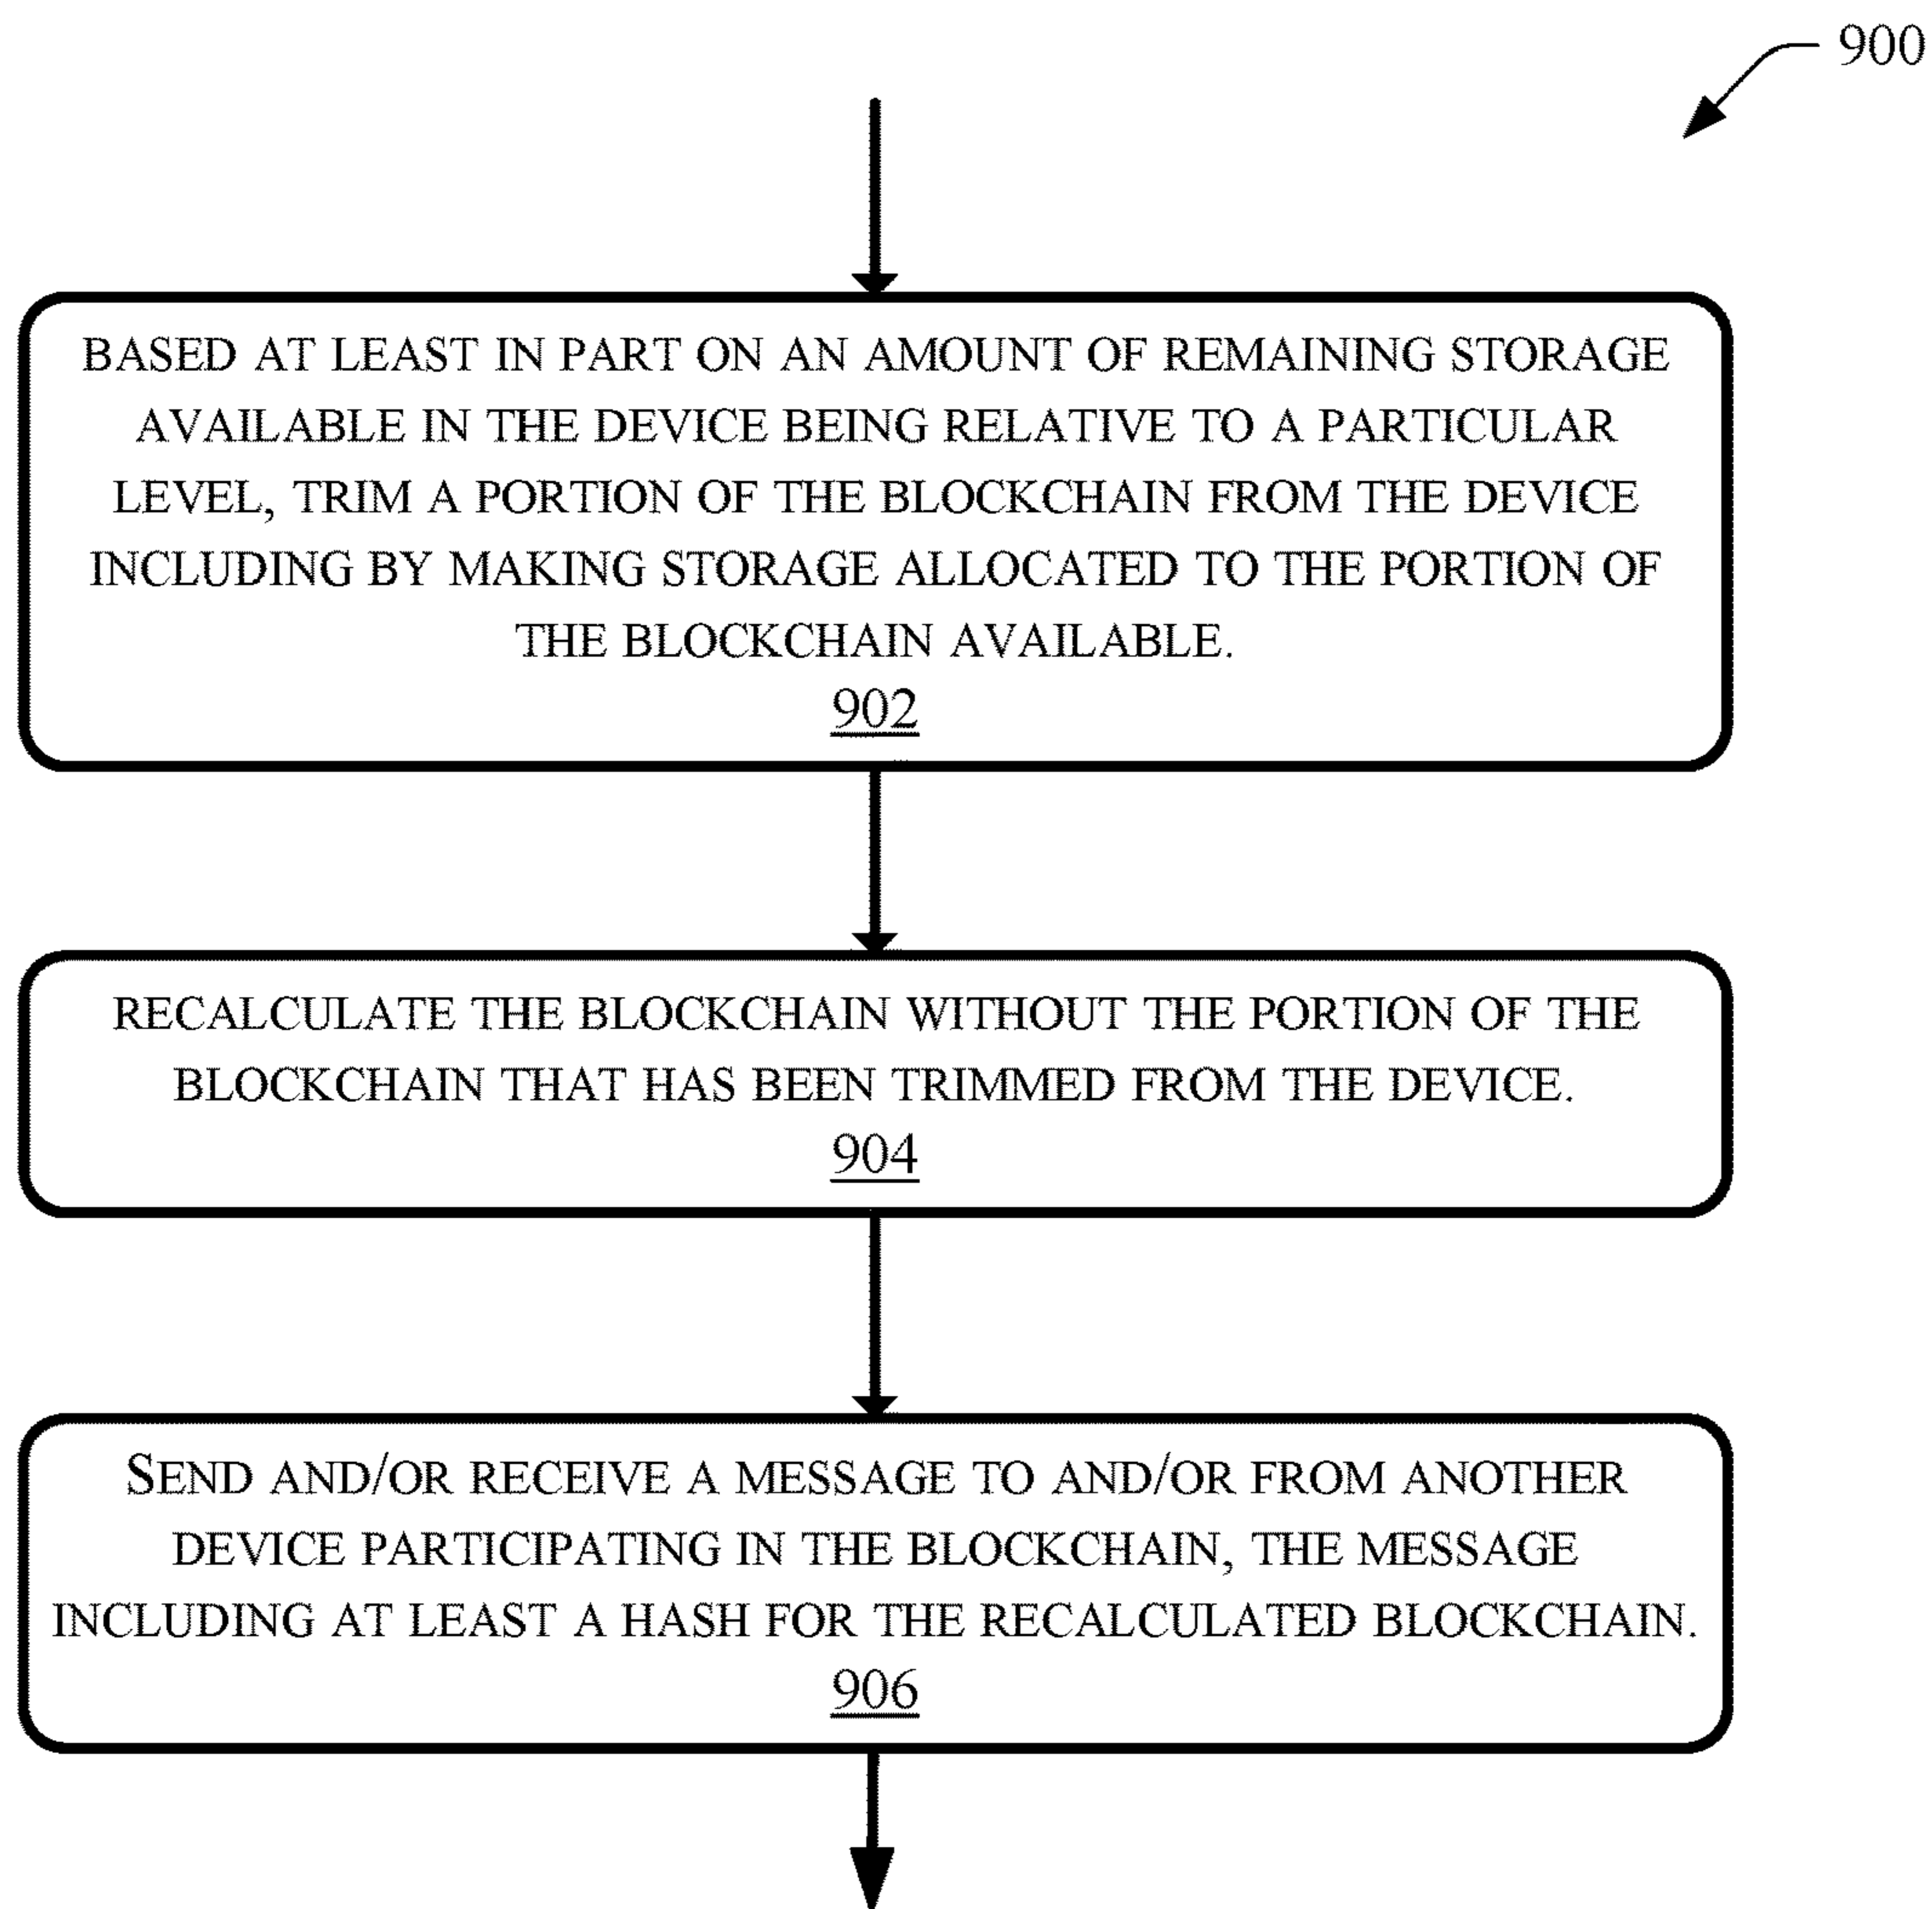 900
BASED AT LEAST IN PART ON AN AMOUNT OF REMAINING STORAGE
AVAILABLE IN THE DEVICE BEING RELATIVE TO A PARTICULAR
LEVEL, TRIM A PORTION OF THE BLOCKCHAIN FROM THE DEVICE
INCLUDING BY MAKING STORAGE ALLOCATED TO THE PORTION OF
THE BLOCKCHAIN AVAILABLE.
902
RECALCULATE THE BLOCKCHAIN WITHOUT THE PORTION OF THE
BLOCKCHAIN THAT HAS BEEN TRIMMED FROM THE DEVICE.
904
SEND AND/OR RECEIVE A MESSAGE TO AND/OR FROM ANOTHER
DEVICE PARTICIPATING IN THE BLOCKCHAIN, THE MESSAGE
INCLUDING AT LEAST A HASH FOR THE RECALCULATED BLOCKCHAIN.
906